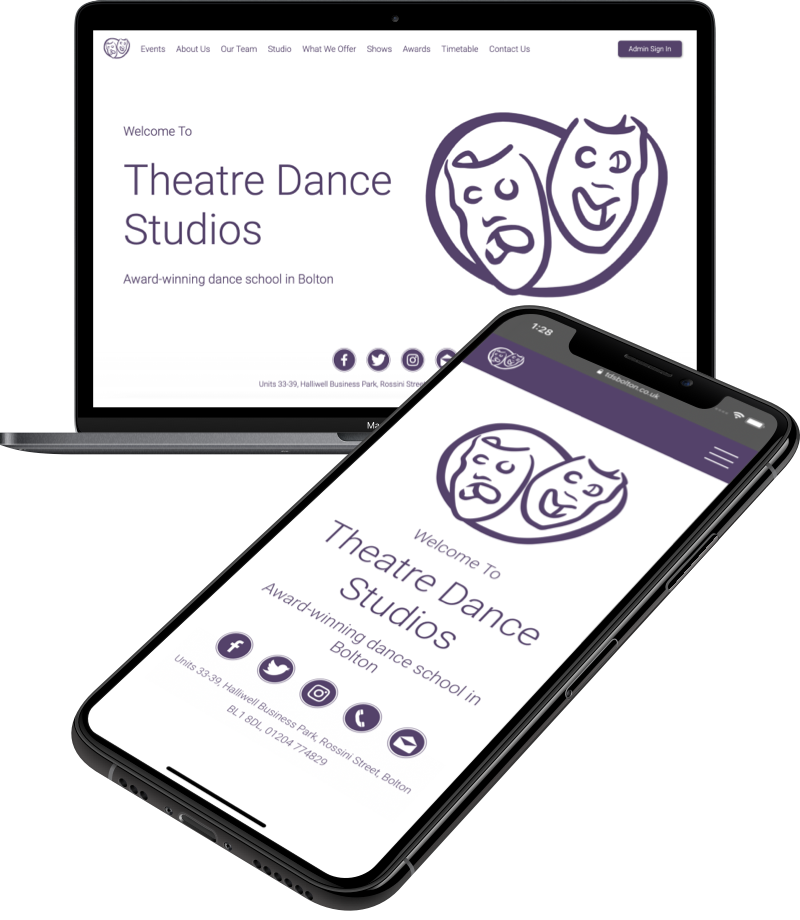 Events About Us Our Team Studio What We Offer Shows Awards Timetable Contact Us Admin Sign In
Welcome To
Theatre Dance
Studios
Award-winning dance school in Bolton
Units 33-39, Halliwell Business Park, Rossini Stree
Ma
1:28
tdsbolton.co.uk
Welcome To
Theatre Dance
Studios
Award-winning dance school in
Bolton
Units 33-39, Halliwell Business Park, Rossini Street, Bolton
BL1 8DL, 01204 774829